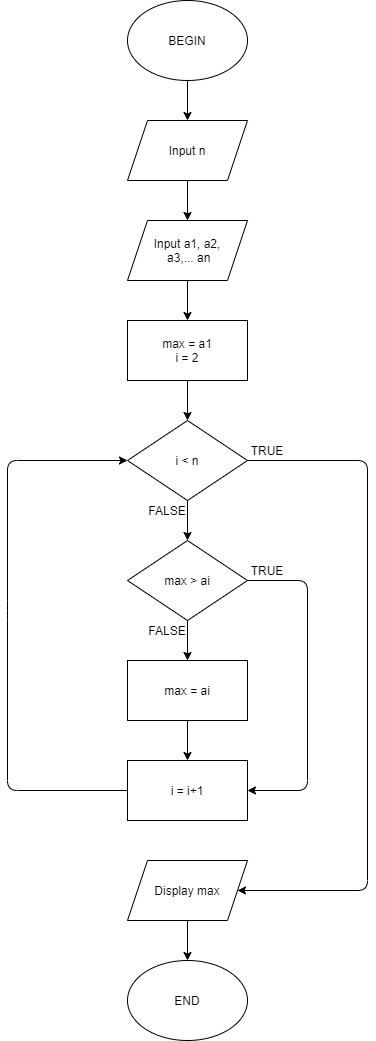 BEGIN
Input n
Input a1, a2,
a3,... an
max = a1
i = 2
i < n
TRUE
FALSE
max > ai
TRUE
FALSE
max = ai
i = i+1
Display max
END